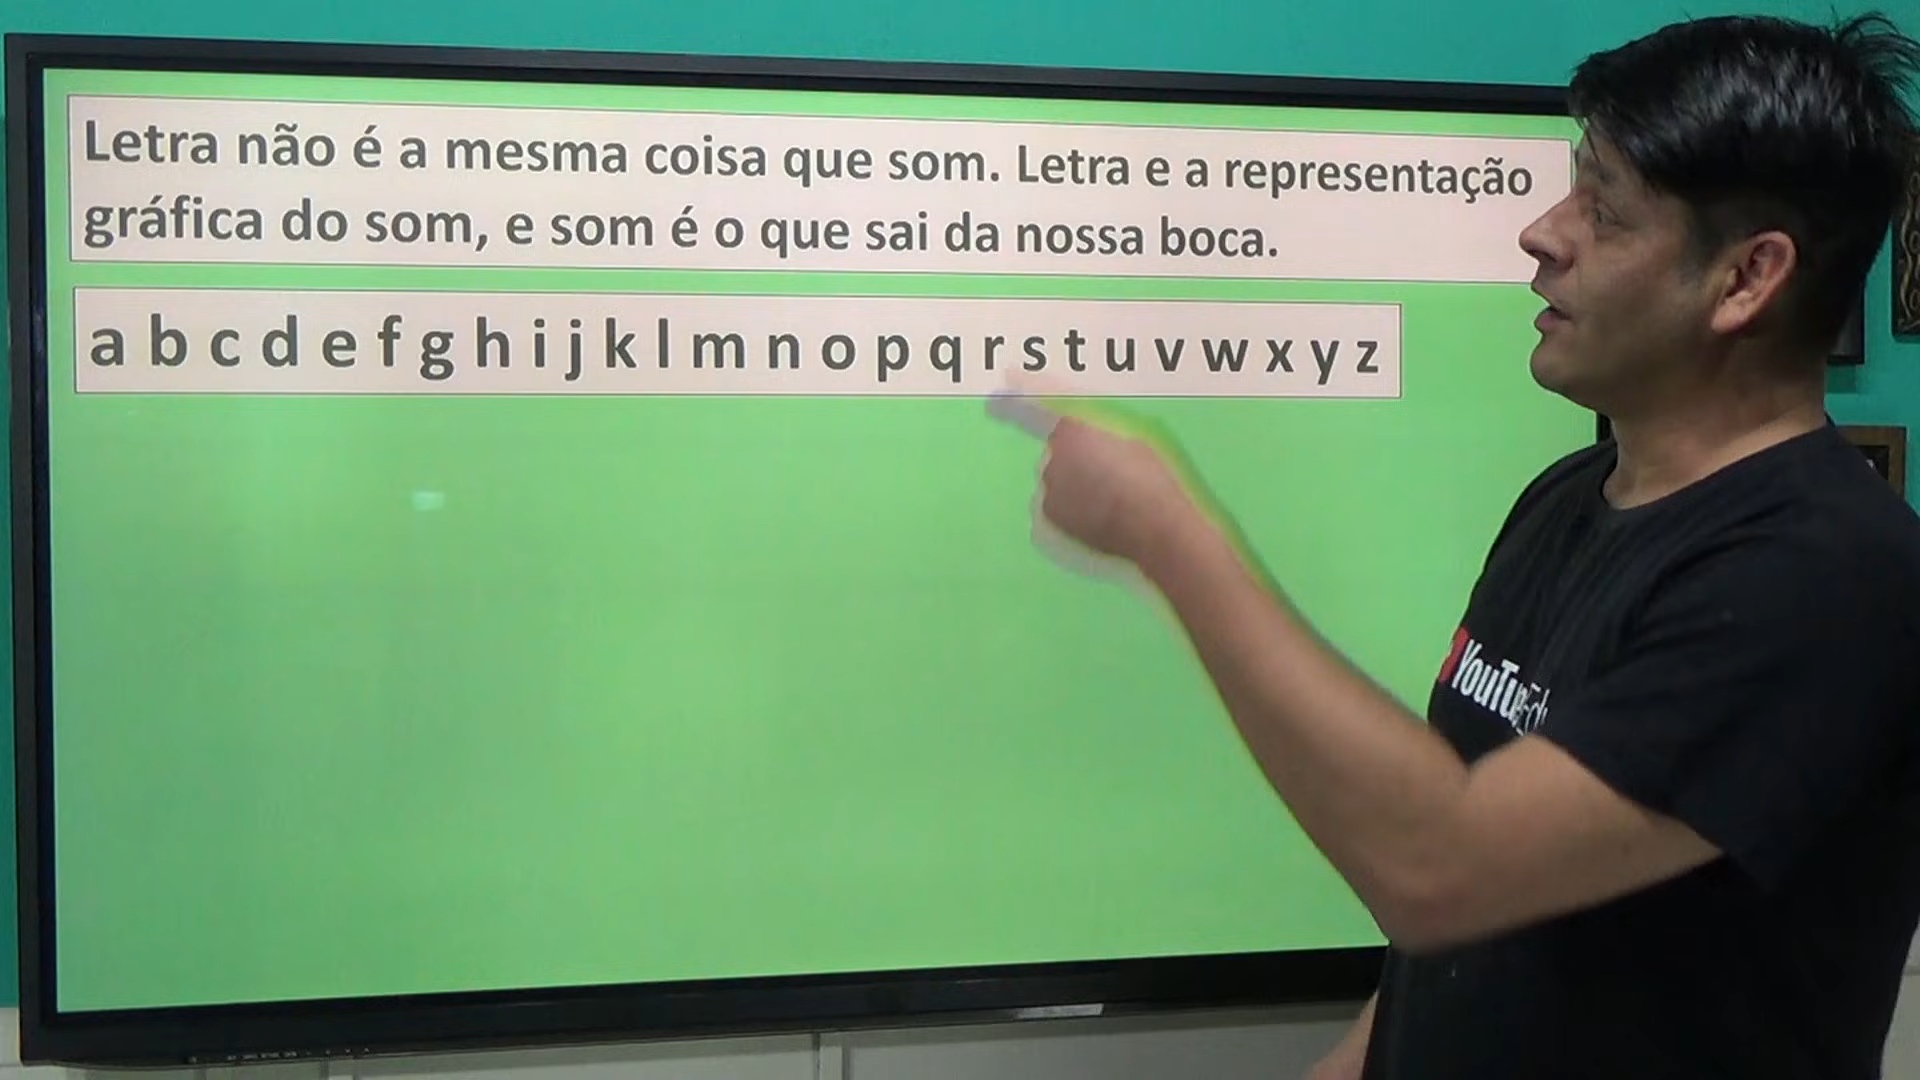 Letra não é a mesma coisa que som. Letra e a representação
gráfica do som, e som é o que sai da nossa boca.
a b c d e f g h i j k l m n o p q r s t u v w x y z